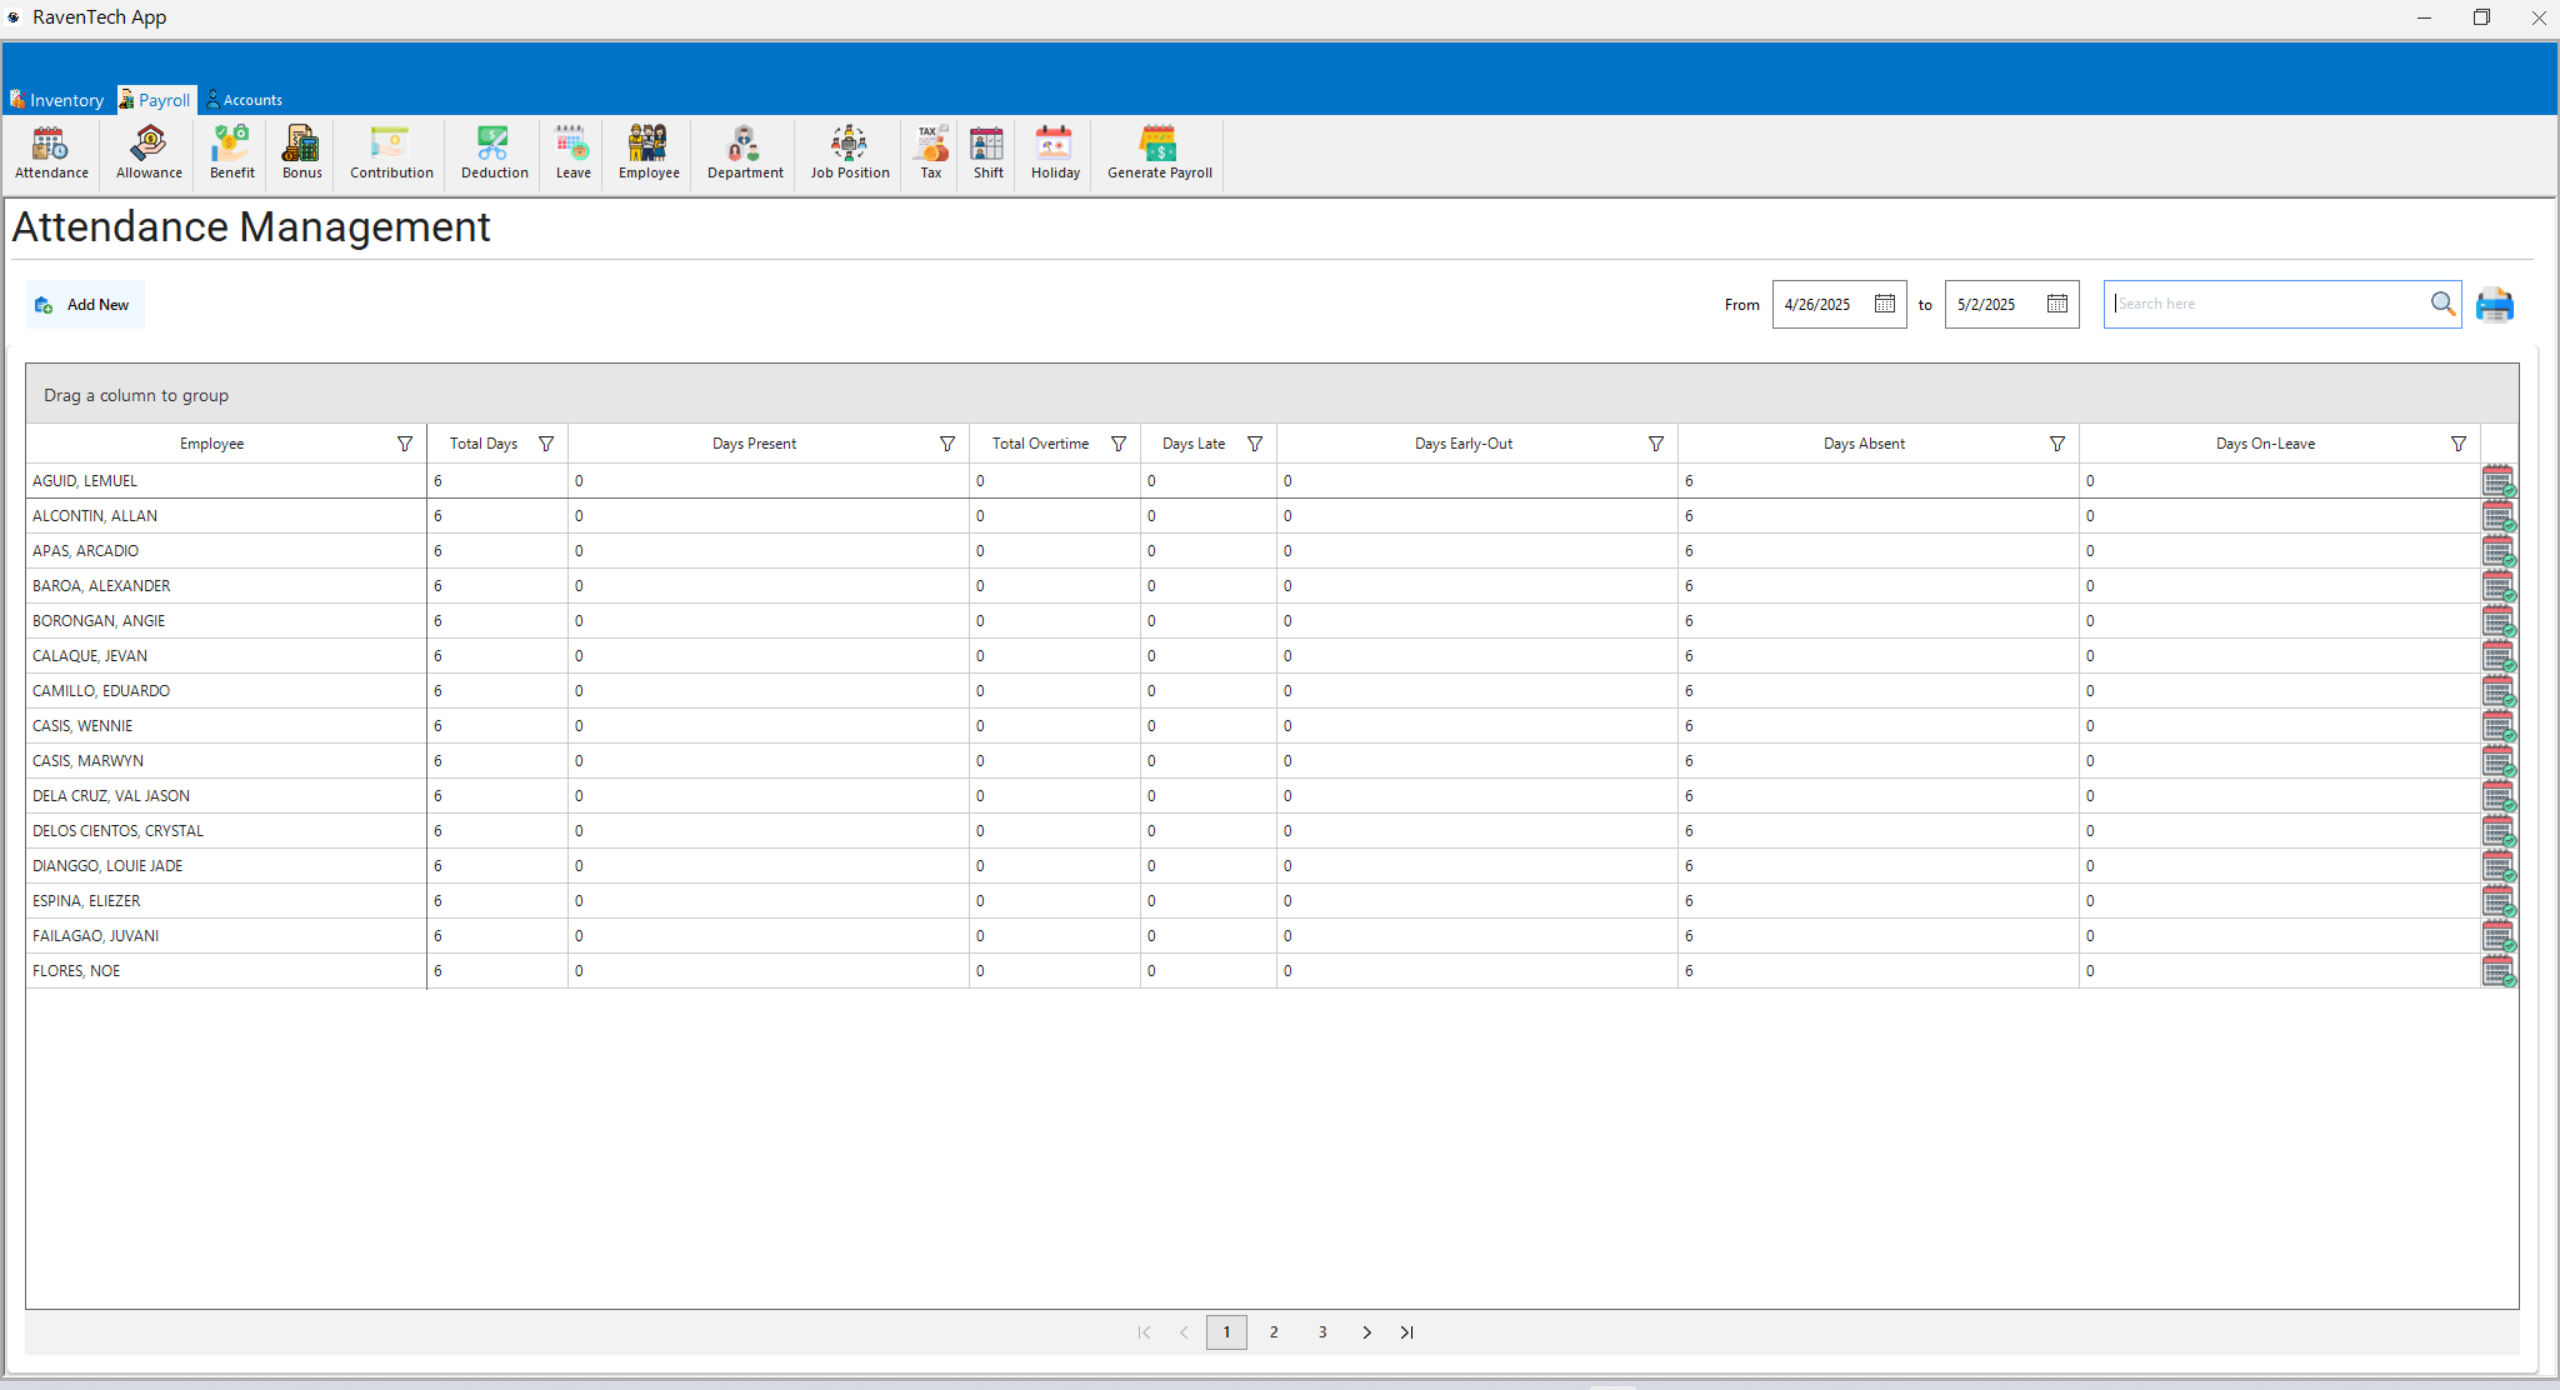 RavenTech App
Inventory Payroll Accounts
TAX
Attendance Allowance Benefit Bonus Contribution Deduction Leave Employee Department Job Position Tax Shift Holiday Generate Payroll
Attendance Management
Add New From 4/26/2025 to 5/2/2025 Search here
Drag a column to group
Employee Total Days Days Present Total Overtime Days Late Days Early-Out Days Absent Days On-Leave
AGUID, LEMUEL 6 0 0 0 0 6 0
ALCONTIN, ALLAN 6 0 0 0 0 6 0
APAS, ARCADIO 6 0 0 0 0 6 0
BAROA, ALEXANDER 6 0 0 0 0 6 0
BORONGAN, ANGIE 6 0 0 0 0 6 0
CALAQUE, JEVAN 6 0 0 0 0 6 0
CAMILLO, EDUARDO 6 0 0 0 0 6 0
CASIS, WENNIE 6 0 0 0 0 6 0
CASIS, MARWYN 6 0 0 0 0 6 0
DELA CRUZ, VAL JASON 6 0 0 0 0 6 0
DELOS CIENTOS, CRYSTAL 6 0 0 0 0 6 0
DIANGGO, LOUIE JADE 6 0 0 0 0 6 0
ESPINA, ELIEZER 6 0 0 0 0 6 0
FAILAGAO, JUVANI 6 0 0 0 0 6 0
FLORES, NOE 6 0 0 0 0 6 0
1 2 3